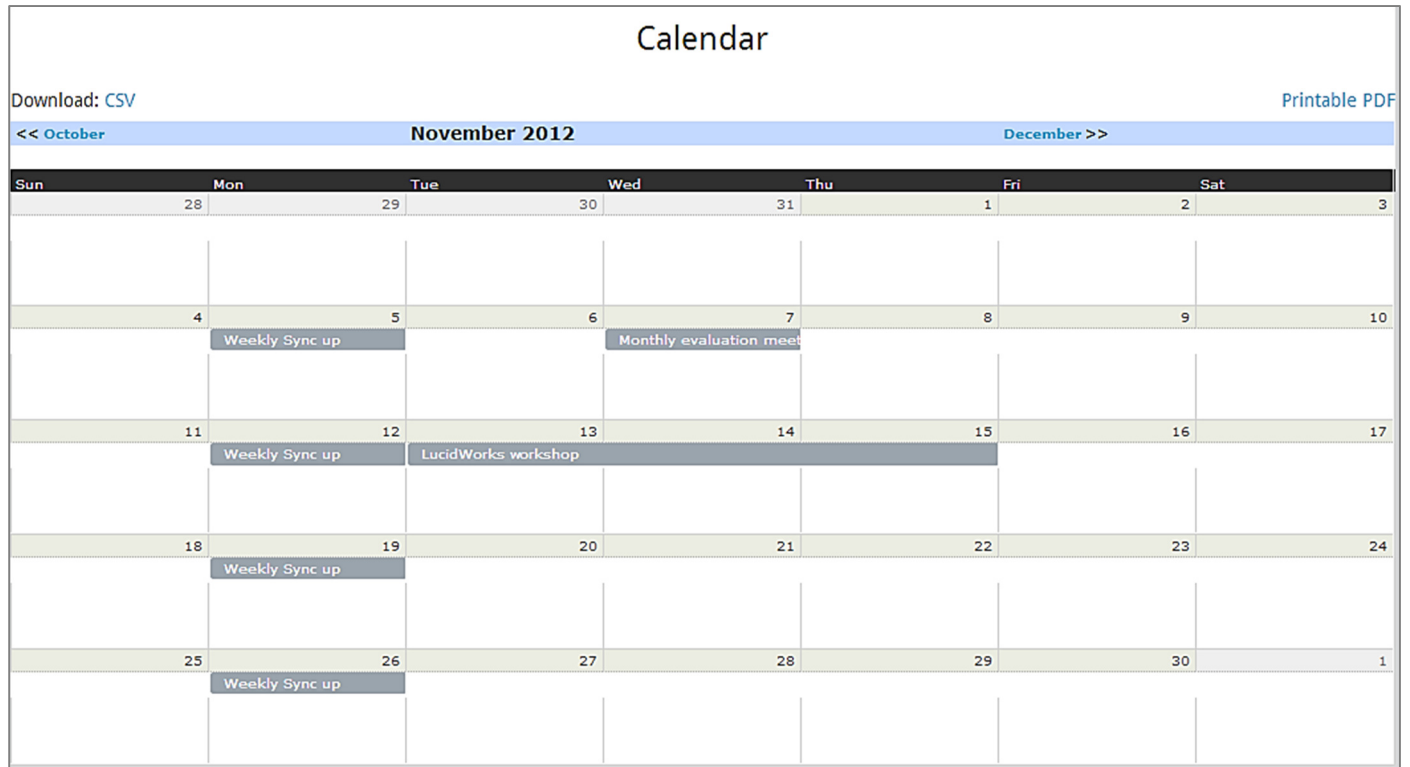 Calendar
Download: CSV Printable PDF
<< October November 2012 December >>
Sun Mon Tue Wed Thu Fri Sat
28 29 30 31 1 2 3
4 5 6 7 8 9 10
Weekly Sync up Monthly evaluation meet
11 12 13 14 15 16 17
Weekly Sync up LucidWorks workshop
18 19 20 21 22 23 24
Weekly Sync up
25 26 27 28 29 30 1
Weekly Sync up